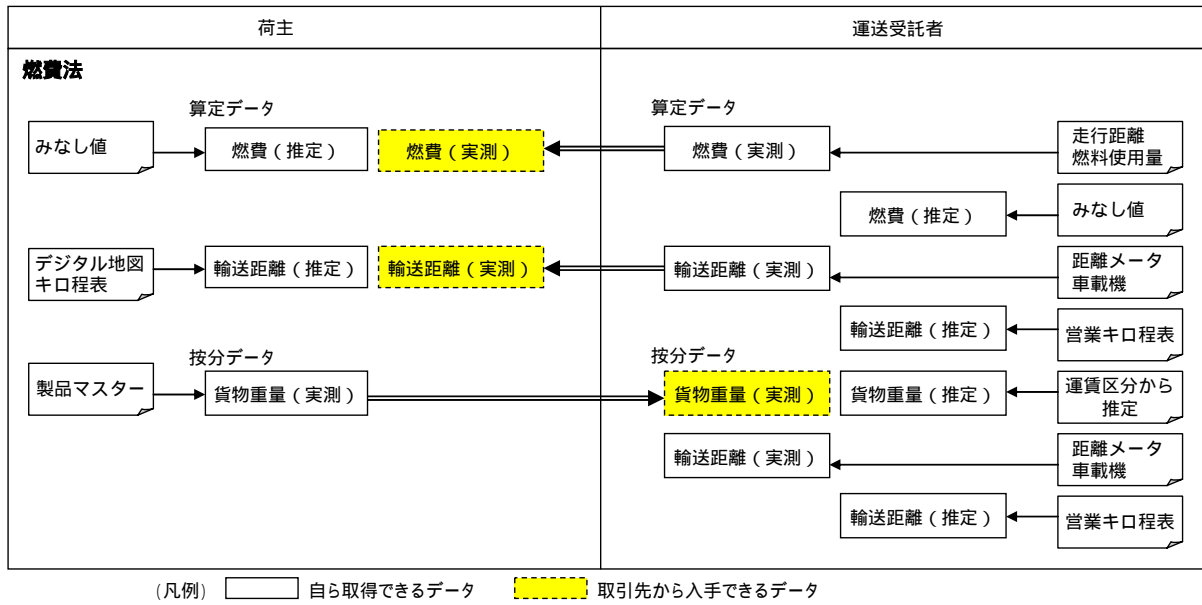 荷主
運送受託者
燃費法
算定データ
算定データ
みなし値
燃費（推定）
燃費（実測）
燃費（実測）
走行距離
燃料使用量
燃費（推定）
みなし値
デジタル地図
キロ程表
輸送距離（推定）
輸送距離（実測）
輸送距離（実測）
距離メータ
車載機
輸送距離（推定）
営業キロ程表
按分データ
按分データ
製品マスター
貨物重量（実測）
貨物重量（実測）
貨物重量（推定）
運賃区分から
推定
輸送距離（実測）
距離メータ
車載機
輸送距離（推定）
営業キロ程表
（凡例） 自ら取得できるデータ 取引先から入手できるデータ